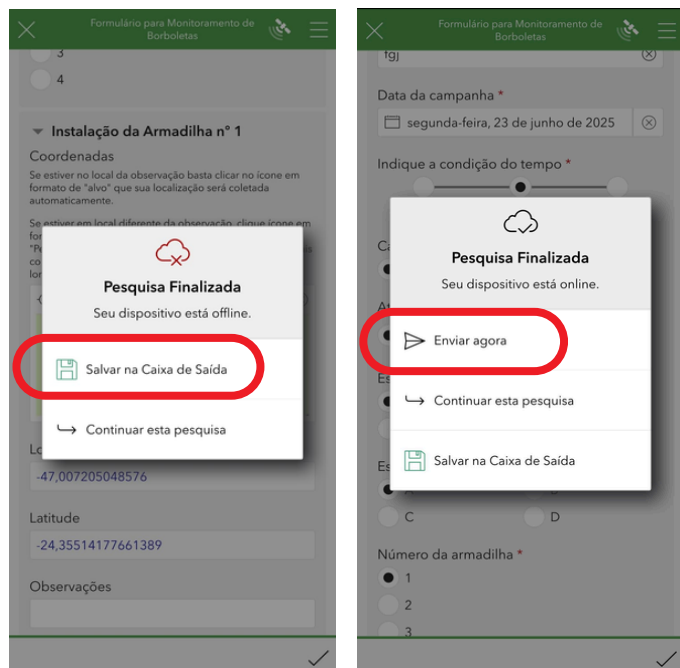 Formulário para Monitoramento de
Borboletas
3
4
Instalação da Armadilha n° 1
Coordenadas
Se estiver no local da observação basta clicar no ícone em
formato de "alvo" que sua localização será coletada
automaticamente.
Se estiver em local diferente da observação, clique ícone em
Pesquisa Finalizada
Seu dispositivo está offline.
Salvar na Caixa de Saída
Continuar esta pesquisa
-47,007205048576
Latitude
-24,35514177661389
Observações
Formulário para Monitoramento de
Borboletas
fgj
Data da campanha *
segunda-feira, 23 de junho de 2025
Indique a condição do tempo *
Pesquisa Finalizada
Seu dispositivo está online.
Enviar agora
Continuar esta pesquisa
Salvar na Caixa de Saída
C
D
Número da armadilha *
1
2
3